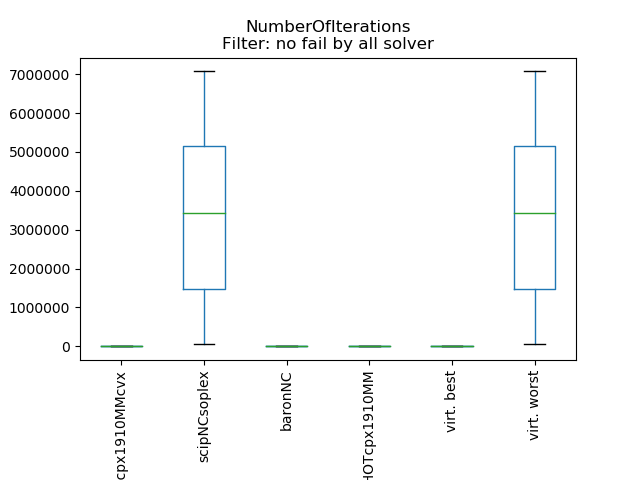 NumberOfIterations
Filter: no fail by all solver
7000000
6000000
5000000
4000000
3000000
2000000
1000000
0
cpx1910MMcvx
scipNCsoplex
baronNC
HOTcpx1910MM
virt. best
virt. worst